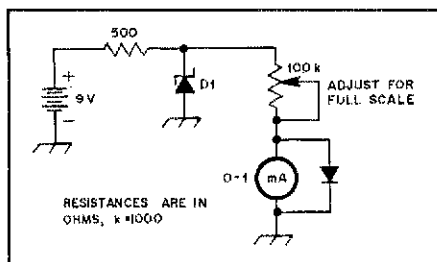 500
100 k
D1
ADJUST FOR
FULL SCALE
+
9V
−
0-1
mA
RESISTANCES ARE IN
OHMS, k=1000